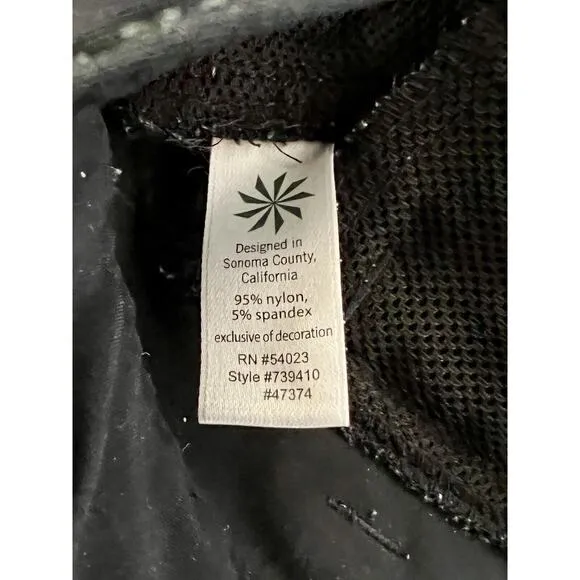 Designed in
Sonoma County,
California
95% nylon,
5% spandex
exclusive of decoration
RN #54023
Style #739410
#47374